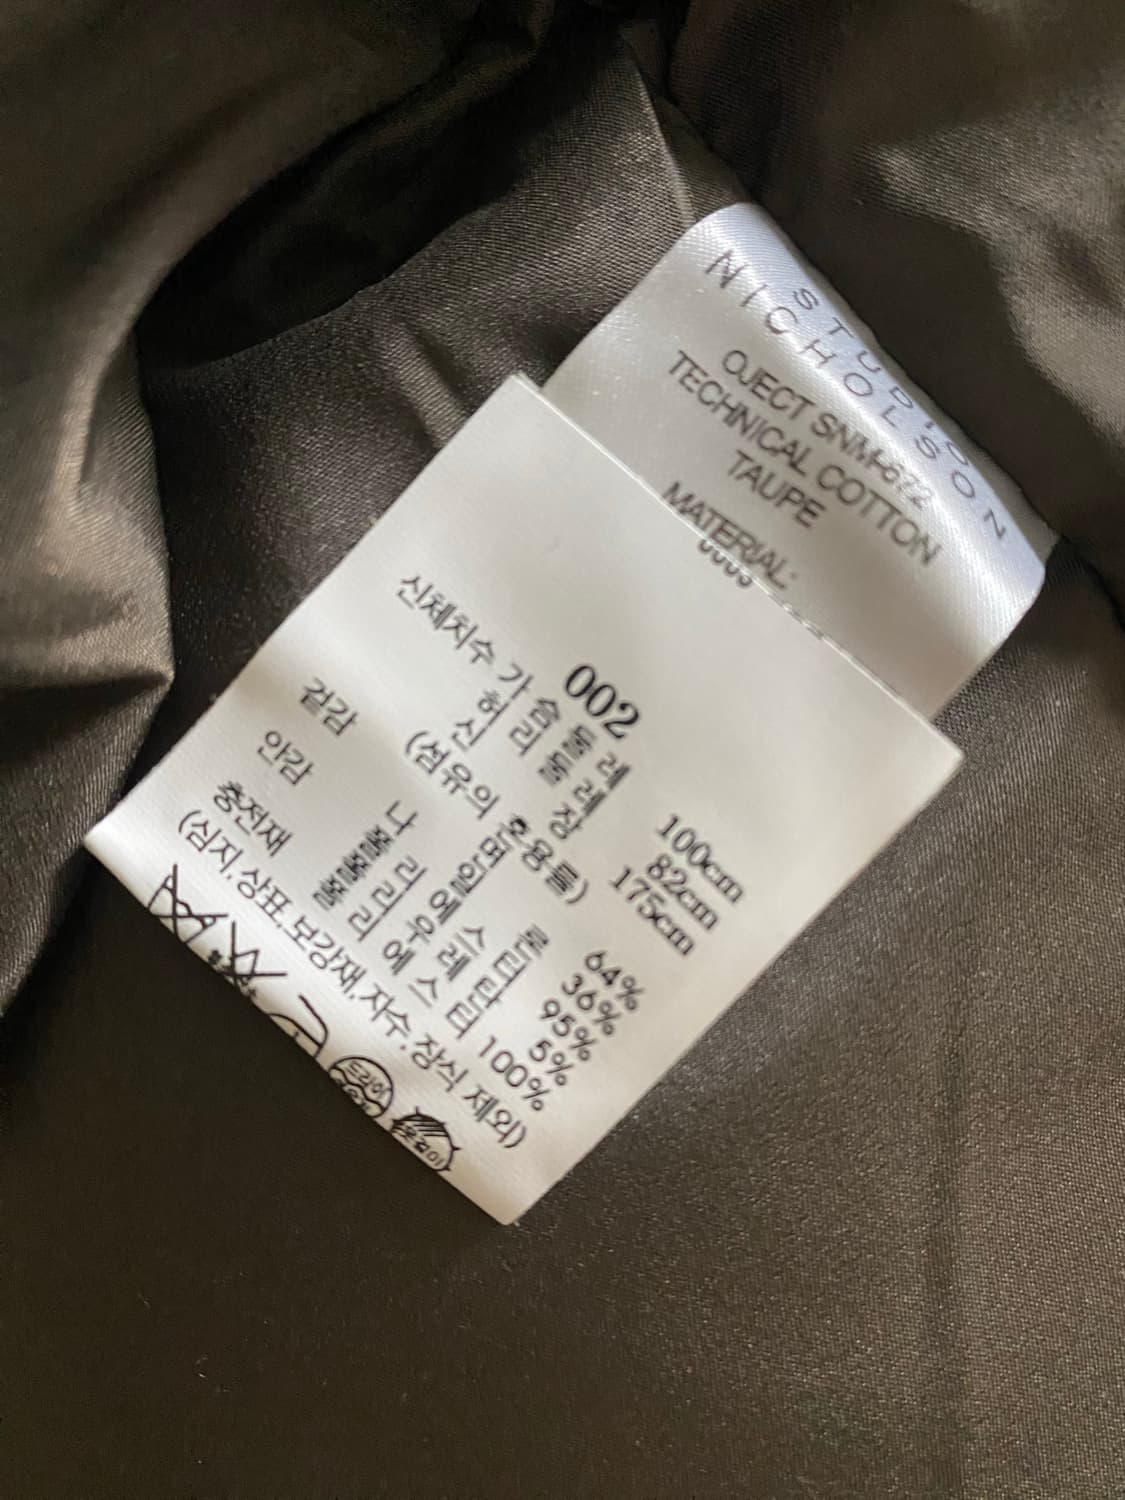 STUDIO
NICHOLSON
OJECT SNM-672
TECHNICAL COTTON
TAUPE
MATERIAL:
002
신체치수 가슴둘레 100cm
허리둘레 82cm
신장 175cm
(섬유의 혼용률)
겉감 면 64%
나일론 36%
안감 폴리에스터 95%
폴리우레탄 5%
충전재 폴리에스터 100%
(심지,상표,보강재,자수,장식 제외)
드라이